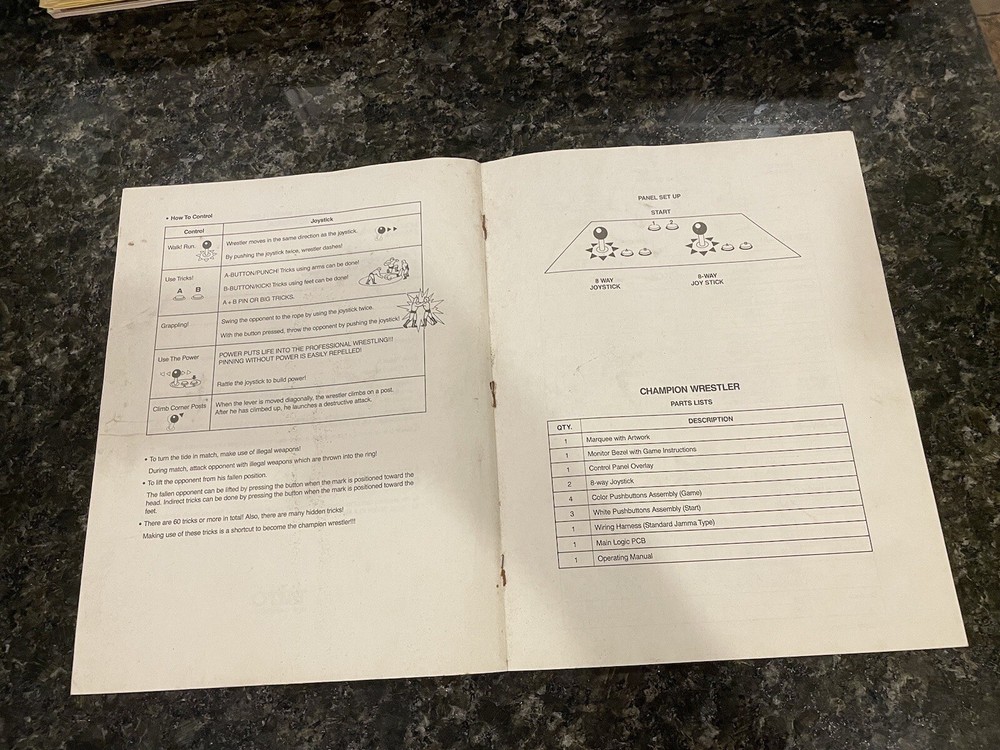 • How To Control
Control Joystick
Walk! Run. Wrestler moves in the same direction as the joystick.
By pushing the joystick twice, wrestler dashes!
Use Tricks! A-BUTTON/PUNCH! Tricks using arms can be done!
A B B-BUTTON/KICK! Tricks using feet can be done!
A + B PIN OR BIG TRICKS.
Grappling! Swing the opponent to the rope by using the joystick twice.
With the button pressed, throw the opponent by pushing the joystick!
Use The Power POWER PUTS LIFE INTO THE PROFESSIONAL WRESTLING!!!
PINNING WITHOUT POWER IS EASILY REPELLED!
Rattle the joystick to build power!
Climb Corner Posts When the lever is moved diagonally, the wrestler climbs on a post.
After he has climbed up, he launches a destructive attack.
• To turn the tide in match, make use of illegal weapons!
During match, attack opponent with illegal weapons which are thrown into the ring!
• To lift the opponent from his fallen position.
The fallen opponent can be lifted by pressing the button when the mark is positioned toward the
head. Indirect tricks can be done by pressing the button when the mark is positioned toward the
feet.
• There are 60 tricks or more in total! Also, there are many hidden tricks!
Making use of these tricks is a shortcut to become the champion wrestler!!!
PANEL SET UP
START
1 2
8 WAY
JOYSTICK
8-WAY
JOY STICK
CHAMPION WRESTLER
PARTS LISTS
QTY. DESCRIPTION
1 Marquee with Artwork
1 Monitor Bezel with Game Instructions
1 Control Panel Overlay
2 8-way Joystick
4 Color Pushbuttons Assembly (Game)
3 White Pushbuttons Assembly (Start)
1 Wiring Harness (Standard Jamma Type)
1 Main Logic PCB
1 Operating Manual